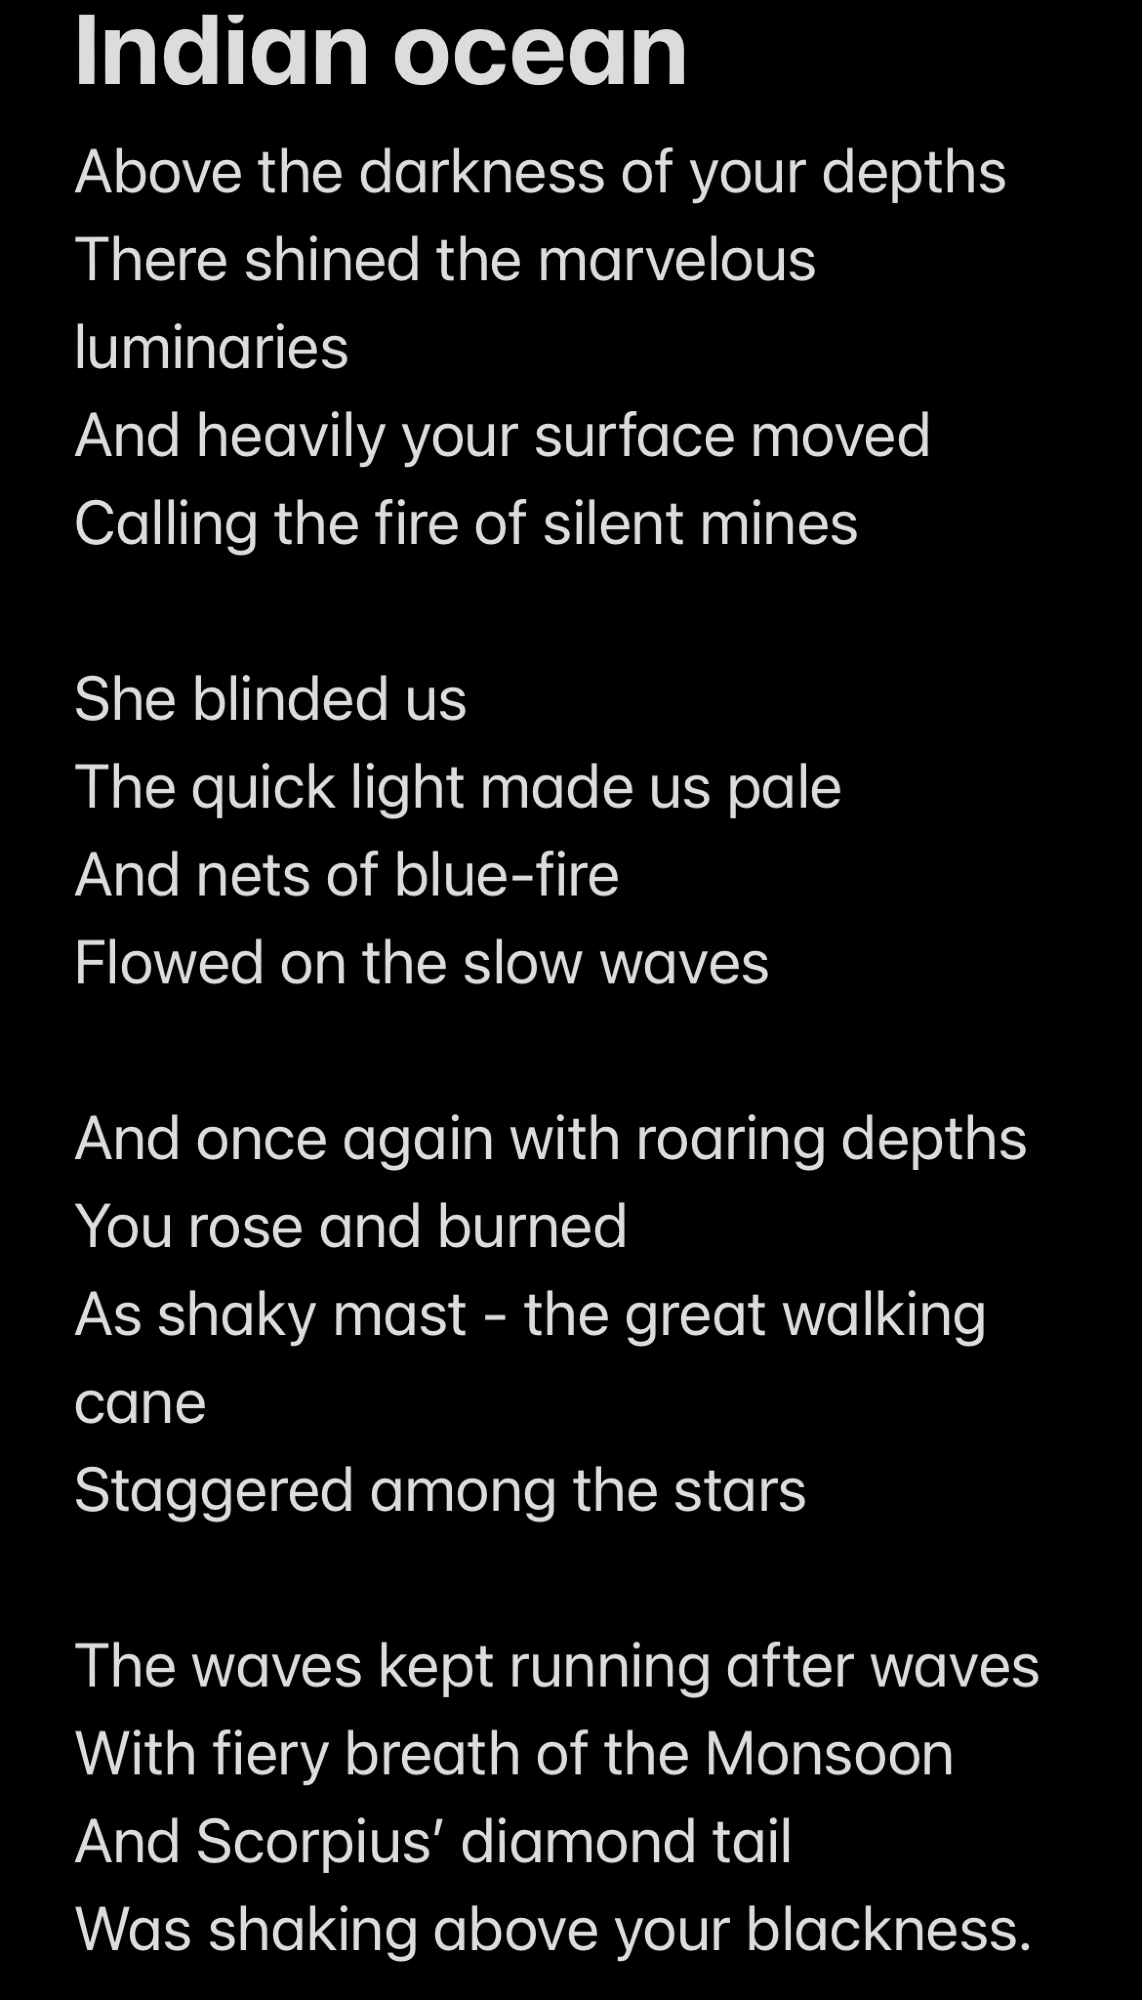 Indian ocean
Above the darkness of your depths
There shined the marvelous
luminaries
And heavily your surface moved
Calling the fire of silent mines
She blinded us
The quick light made us pale
And nets of blue-fire
Flowed on the slow waves
And once again with roaring depths
You rose and burned
As shaky mast - the great walking
cane
Staggered among the stars
The waves kept running after waves
With fiery breath of the Monsoon
And Scorpius’ diamond tail
Was shaking above your blackness.